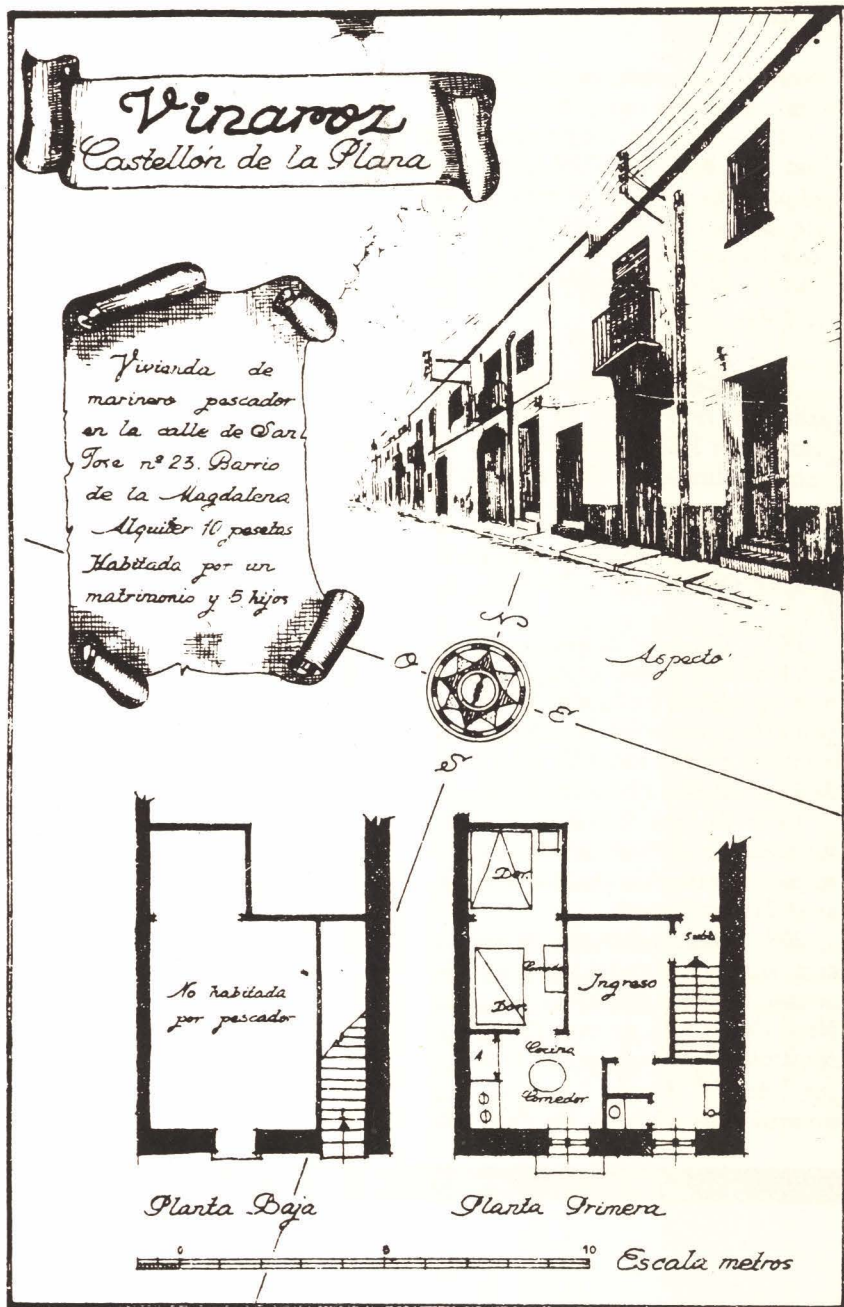 Vinaroz
Castellón de la Plana
Vivienda de
marinero pescador
en la calle de San
Jose nº 23. Barrio
de la Magdalena
Alquiler 10 pesetas
Habitada por un
matrimonio y 5 hijos
N
O
E
S
Aspecto
Dor.
Dor.
Ingreso
No habitada
por pescador
A
Cocina
Comedor
Planta Baja
Planta Primera
0
10
Escala metros